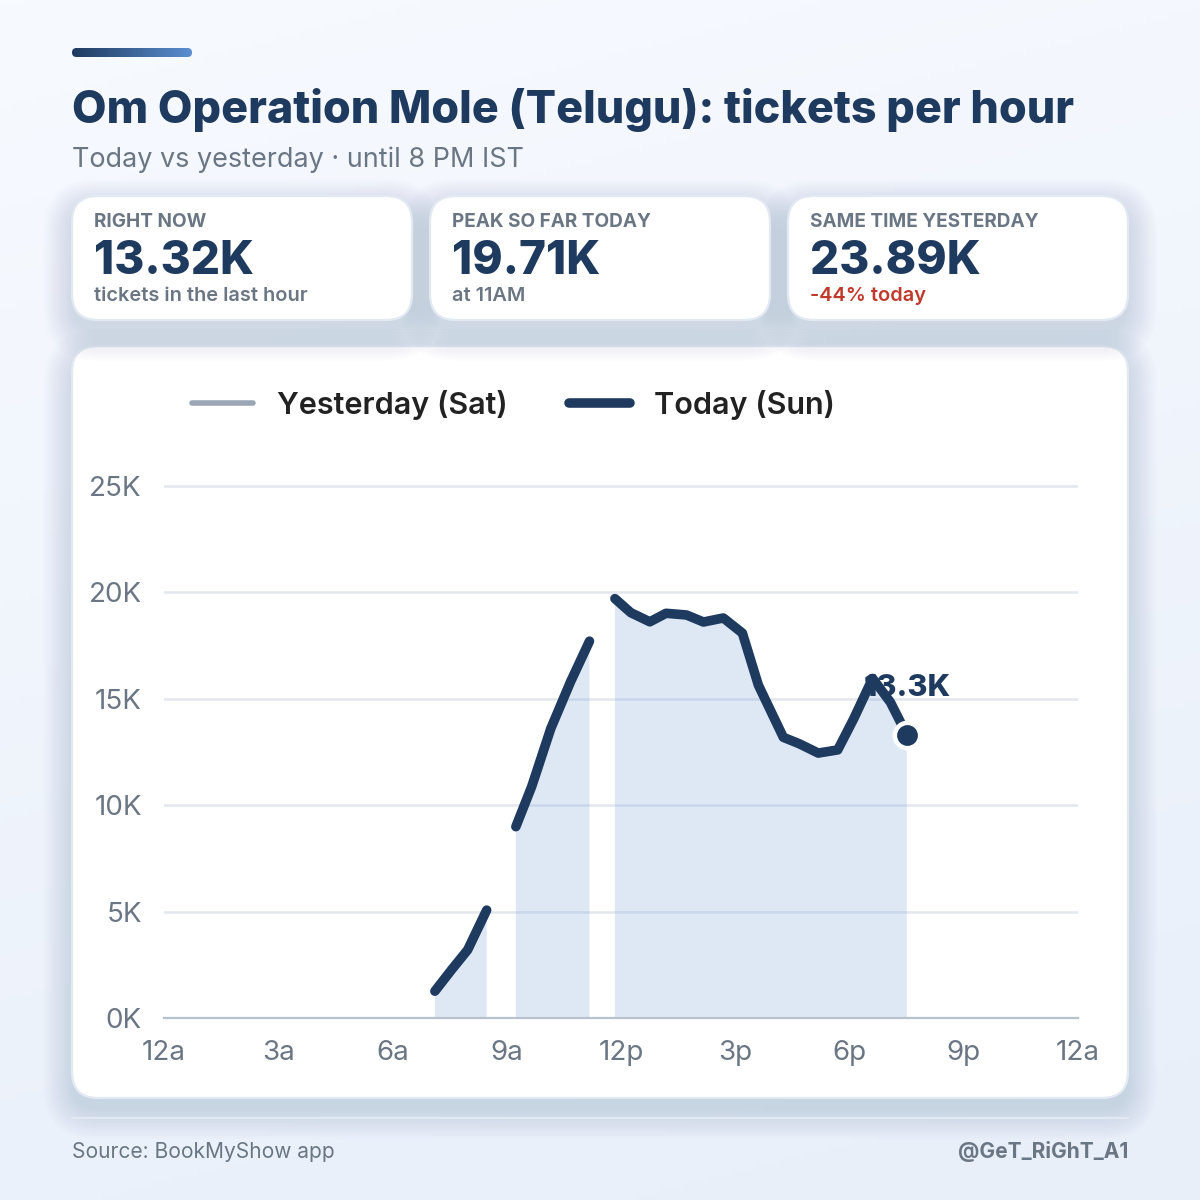 Om Operation Mole (Telugu): tickets per hour
Today vs yesterday · until 8 PM IST
RIGHT NOW
13.32K
tickets in the last hour
PEAK SO FAR TODAY
19.71K
at 11AM
SAME TIME YESTERDAY
23.89K
-44% today
Yesterday (Sat)
Today (Sun)
25K
20K
15K
10K
5K
0K
13.3K
12a 3a 6a 9a 12p 3p 6p 9p 12a
Source: BookMyShow app
@GeT_RiGhT_A1